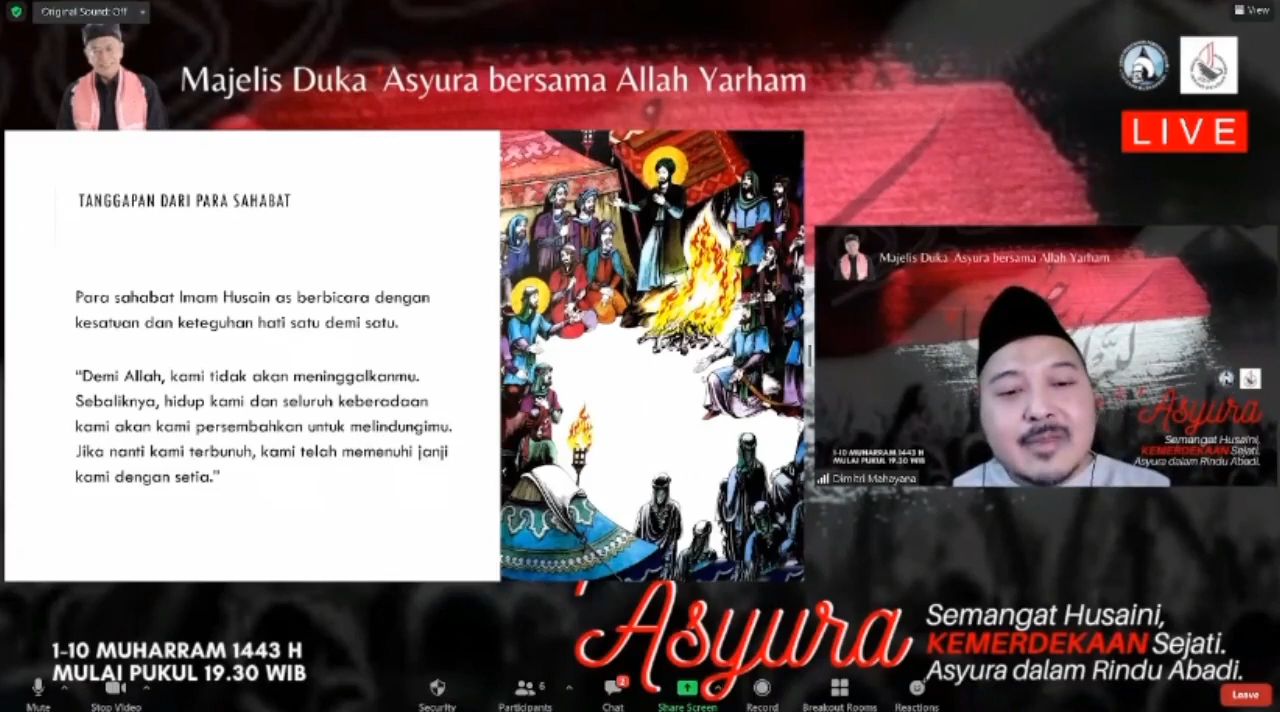 Original Sound: Off
View
Majelis Duka Asyura bersama Allah Yarham
LIVE
TANGGAPAN DARI PARA SAHABAT
Para sahabat Imam Husain as berbicara dengan
kesatuan dan keteguhan hati satu demi satu.
"Demi Allah, kami tidak akan meninggalkanmu.
Sebaliknya, hidup kami dan seluruh keberadaan
kami akan kami persembahkan untuk melindungimu.
Jika nanti kami terbunuh, kami telah memenuhi janji
kami dengan setia."
Majelis Duka Asyura bersama Allah Yarham
Asyura
Semangat Husaini,
KEMERDEKAAN Sejati.
Asyura dalam Rindu Abadi.
1-10 MUHARRAM 1443 H
MULAI PUKUL 19.30 WIB
Dimitri Mahayana
'Asyura
Semangat Husaini,
KEMERDEKAAN Sejati.
Asyura dalam Rindu Abadi.
1-10 MUHARRAM 1443 H
MULAI PUKUL 19.30 WIB
Mute
Stop Video
Security
Participants
6
Chat
2
Share Screen
Record
Breakout Rooms
Reactions
Leave